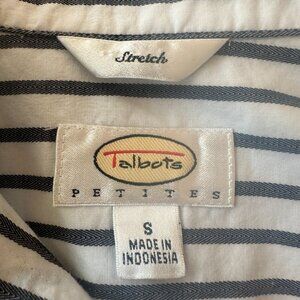 Stretch
Talbots
PETITES
S
MADE IN
INDONESIA